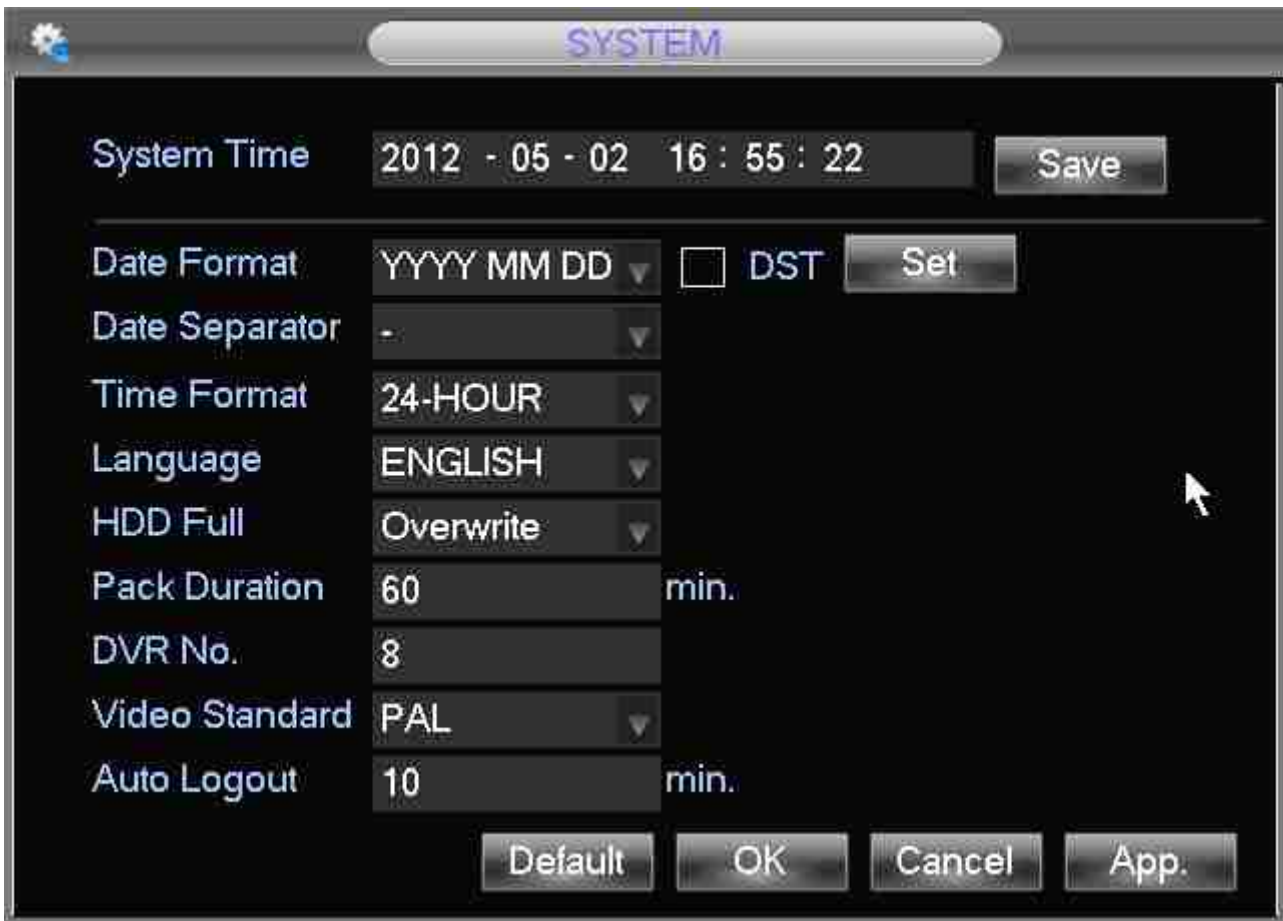 SYSTEM
System Time 2012 - 05 - 02 16 : 55 : 22 Save
Date Format YYYY MM DD DST Set
Date Separator -
Time Format 24-HOUR
Language ENGLISH
HDD Full Overwrite
Pack Duration 60 min.
DVR No. 8
Video Standard PAL
Auto Logout 10 min.
Default OK Cancel App.